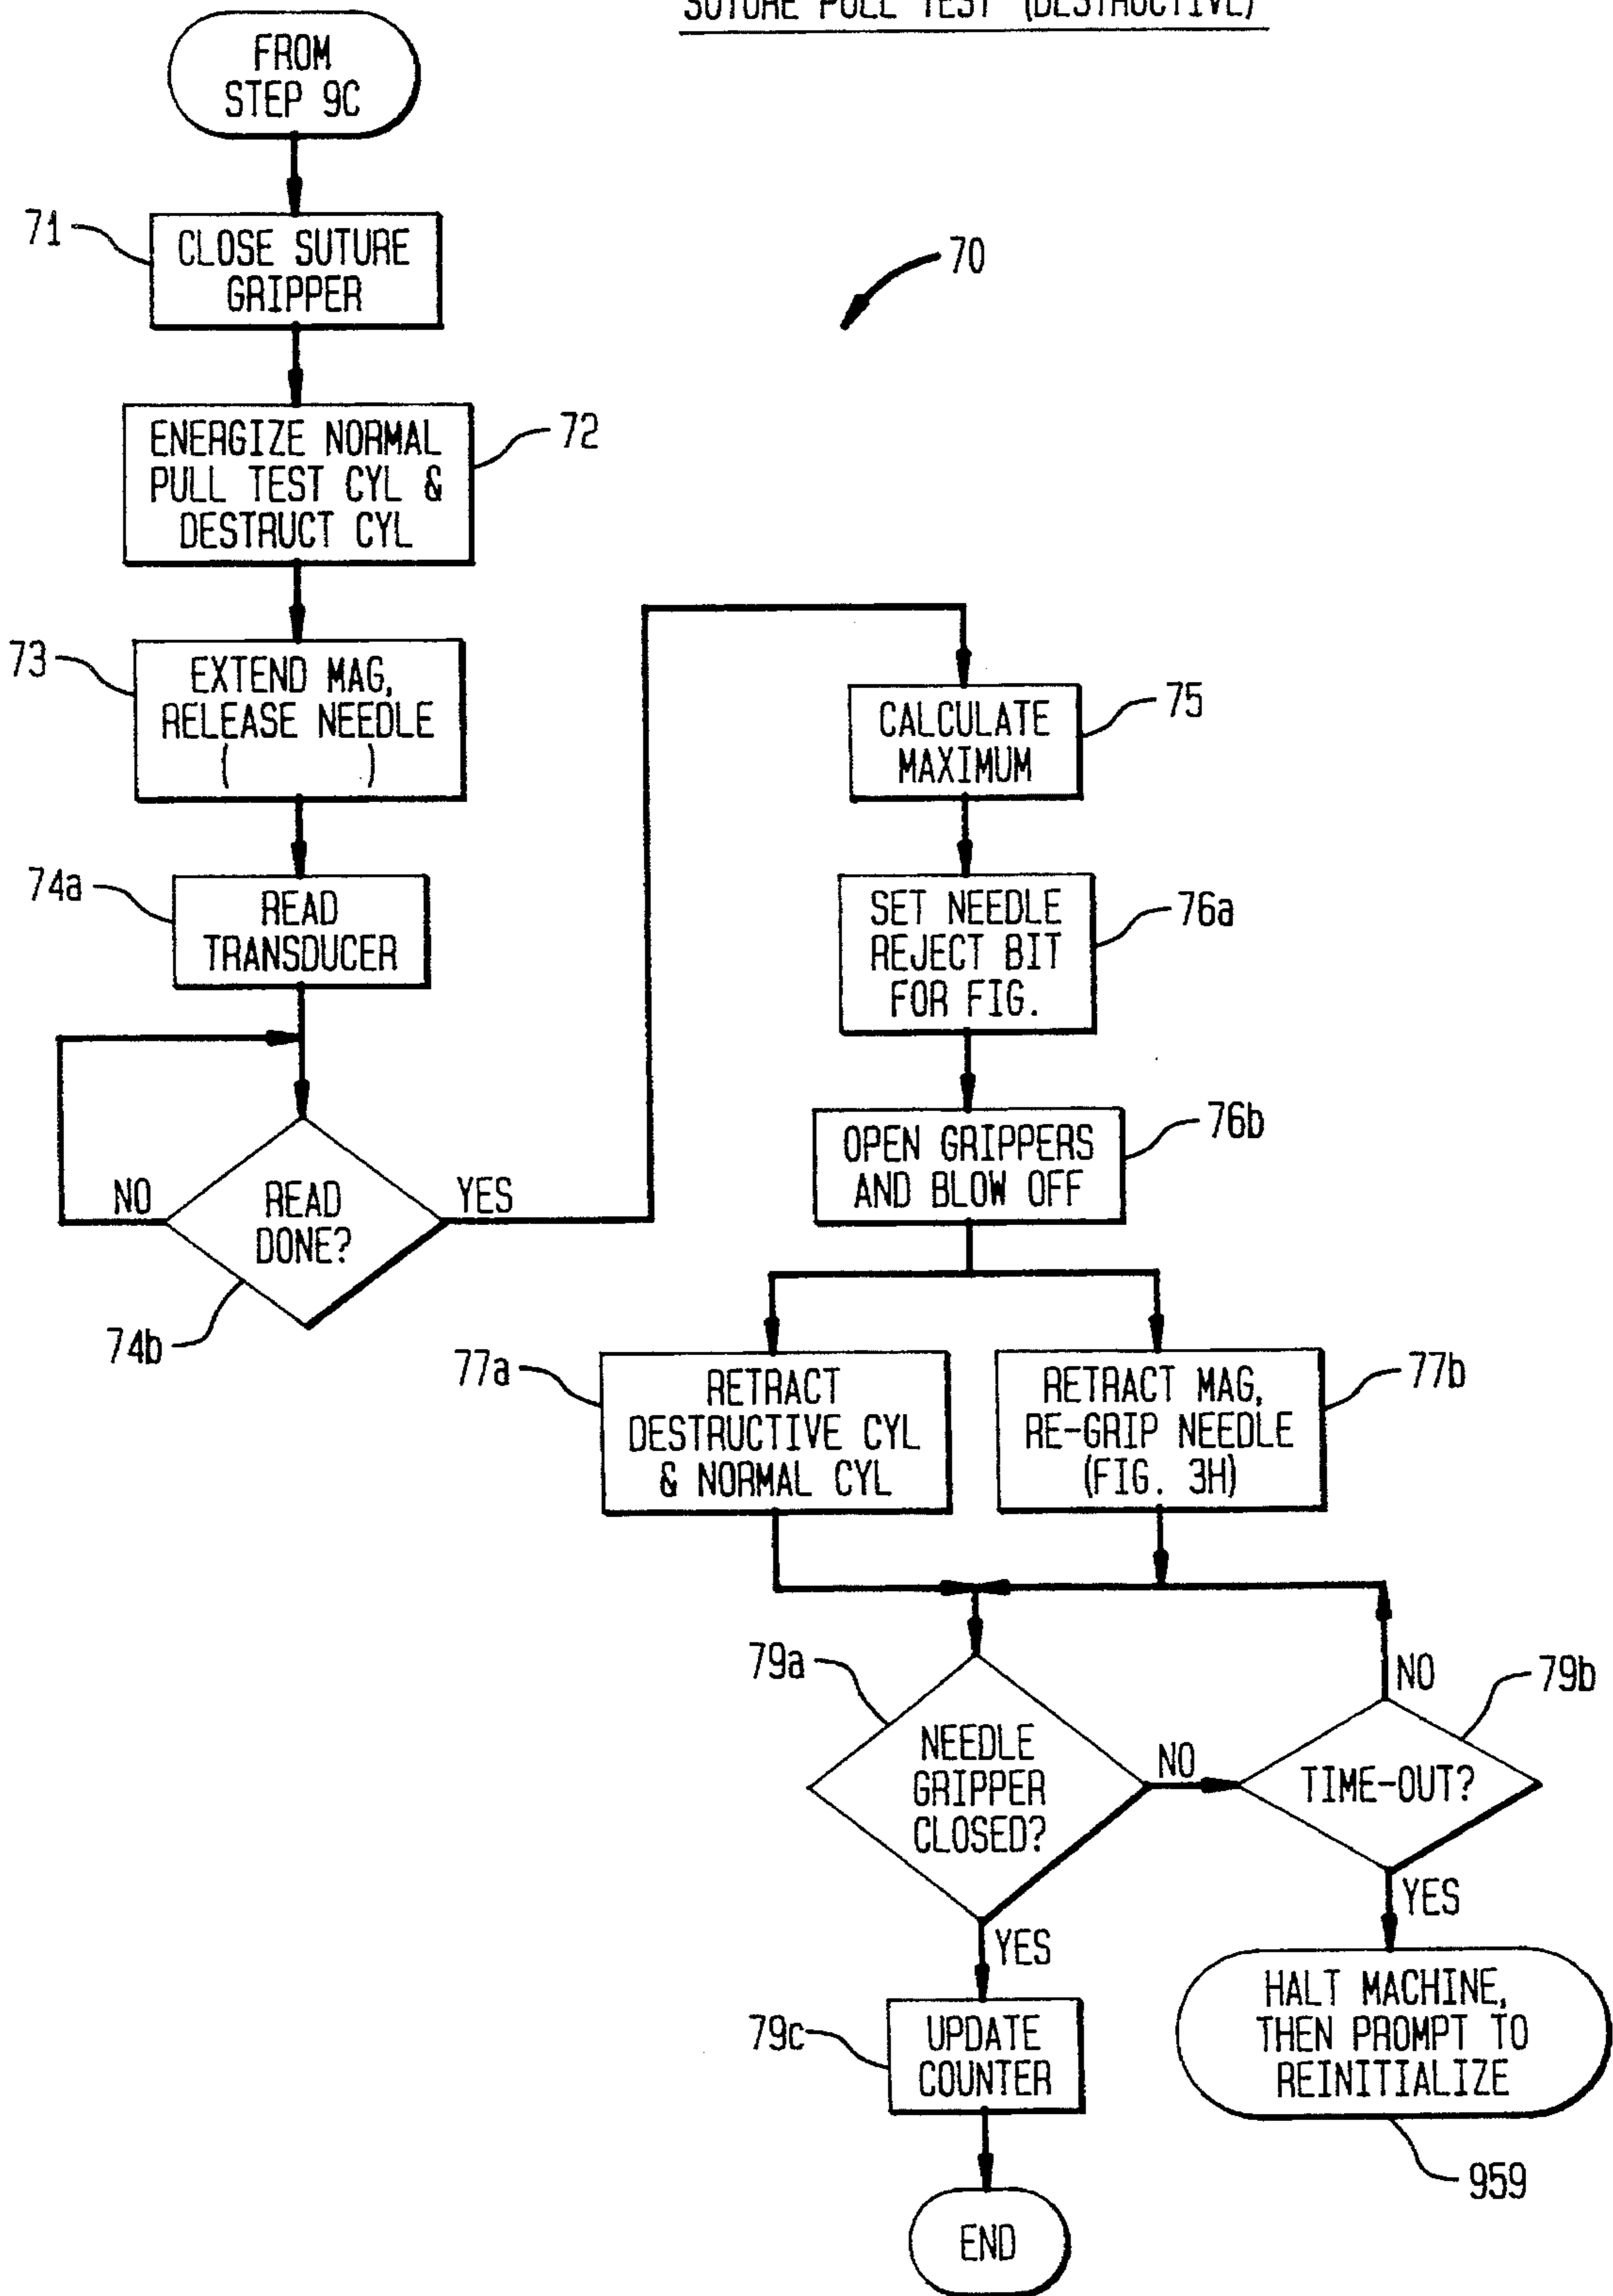 SUTURE PULL TEST (DESTRUCTIVE)
FROM
STEP 9C
71
CLOSE SUTURE
GRIPPER
70
72
ENERGIZE NORMAL
PULL TEST CYL &
DESTRUCT CYL
73
EXTEND MAG,
RELEASE NEEDLE
( )
74a
READ
TRANSDUCER
NO
READ
DONE?
YES
74b
75
CALCULATE
MAXIMUM
76a
SET NEEDLE
REJECT BIT
FOR FIG.
76b
OPEN GRIPPERS
AND BLOW OFF
77a
RETRACT
DESTRUCTIVE CYL
& NORMAL CYL
77b
RETRACT MAG,
RE-GRIP NEEDLE
(FIG. 3H)
79a
NEEDLE
GRIPPER
CLOSED?
NO
79b
TIME-OUT?
NO
YES
YES
79c
UPDATE
COUNTER
HALT MACHINE,
THEN PROMPT TO
REINITIALIZE
959
END